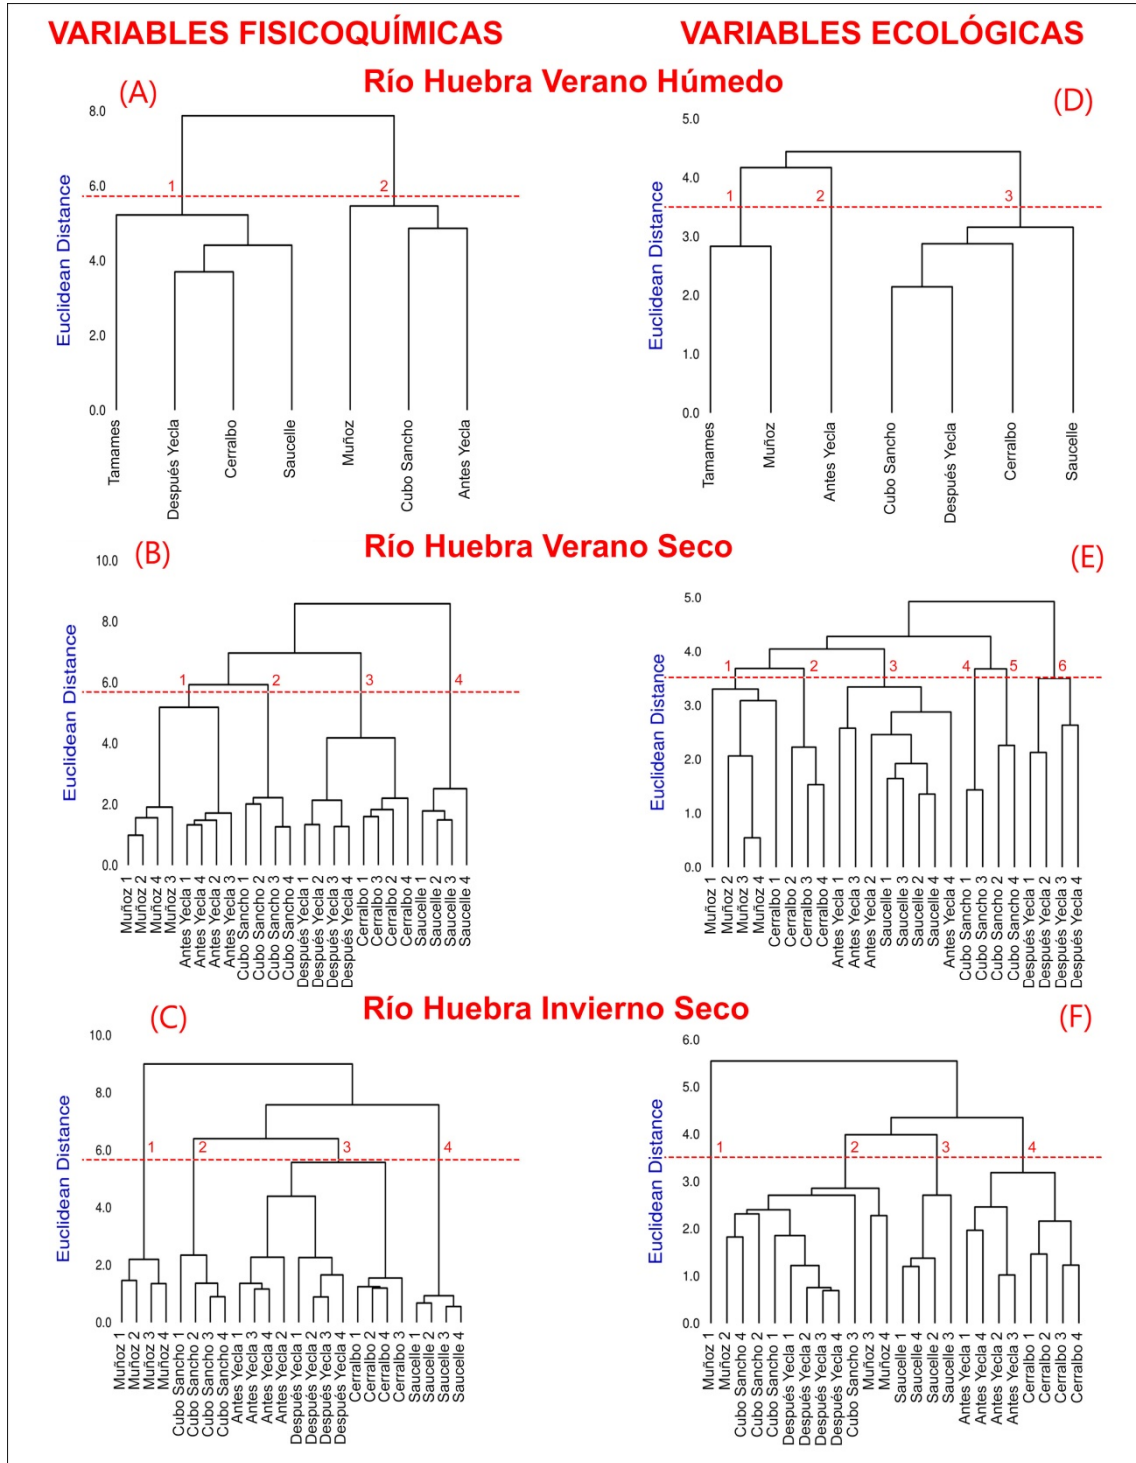 VARIABLES FISICOQUÍMICAS
VARIABLES ECOLÓGICAS
Río Huebra Verano Húmedo
(A)
8.0
6.0
4.0
2.0
0.0
Euclidean Distance
1
2
Tamames
Después Yecla
Cerralbo
Saucelle
Muñoz
Cubo Sancho
Antes Yecla
(D)
5.0
4.0
3.0
2.0
1.0
0.0
Euclidean Distance
1
2
3
Tamames
Muñoz
Antes Yecla
Cubo Sancho
Después Yecla
Cerralbo
Saucelle
Río Huebra Verano Seco
(B)
10.0
8.0
6.0
4.0
2.0
0.0
Euclidean Distance
1
2
3
4
Muñoz 1
Muñoz 2
Muñoz 4
Muñoz 3
Antes Yecla 1
Antes Yecla 4
Antes Yecla 2
Antes Yecla 3
Cubo Sancho 1
Cubo Sancho 2
Cubo Sancho 3
Cubo Sancho 4
Después Yecla 1
Después Yecla 2
Después Yecla 3
Después Yecla 4
Cerralbo 1
Cerralbo 3
Cerralbo 2
Cerralbo 4
Saucelle 1
Saucelle 2
Saucelle 3
Saucelle 4
(E)
5.0
4.0
3.0
2.0
1.0
0.0
Euclidean Distance
1
2
3
4
5
6
Muñoz 1
Muñoz 2
Muñoz 3
Muñoz 4
Cerralbo 1
Cerralbo 2
Cerralbo 3
Cerralbo 4
Antes Yecla 1
Antes Yecla 3
Antes Yecla 2
Saucelle 1
Saucelle 3
Saucelle 2
Saucelle 4
Antes Yecla 4
Cubo Sancho 1
Cubo Sancho 3
Cubo Sancho 2
Cubo Sancho 4
Después Yecla 1
Después Yecla 2
Después Yecla 3
Después Yecla 4
Río Huebra Invierno Seco
(C)
10.0
8.0
6.0
4.0
2.0
0.0
Euclidean Distance
1
2
3
4
Muñoz 1
Muñoz 2
Muñoz 3
Muñoz 4
Cubo Sancho 1
Cubo Sancho 2
Cubo Sancho 3
Cubo Sancho 4
Antes Yecla 1
Antes Yecla 3
Antes Yecla 4
Antes Yecla 2
Después Yecla 1
Después Yecla 2
Después Yecla 3
Después Yecla 4
Cerralbo 1
Cerralbo 2
Cerralbo 4
Cerralbo 3
Saucelle 1
Saucelle 2
Saucelle 3
Saucelle 4
(F)
6.0
5.0
4.0
3.0
2.0
1.0
0.0
Euclidean Distance
1
2
3
4
Muñoz 1
Muñoz 2
Cubo Sancho 4
Cubo Sancho 2
Cubo Sancho 1
Después Yecla 1
Después Yecla 2
Después Yecla 3
Después Yecla 4
Cubo Sancho 3
Muñoz 3
Muñoz 4
Saucelle 1
Saucelle 4
Saucelle 2
Saucelle 3
Antes Yecla 1
Antes Yecla 4
Antes Yecla 2
Antes Yecla 3
Cerralbo 1
Cerralbo 2
Cerralbo 3
Cerralbo 4